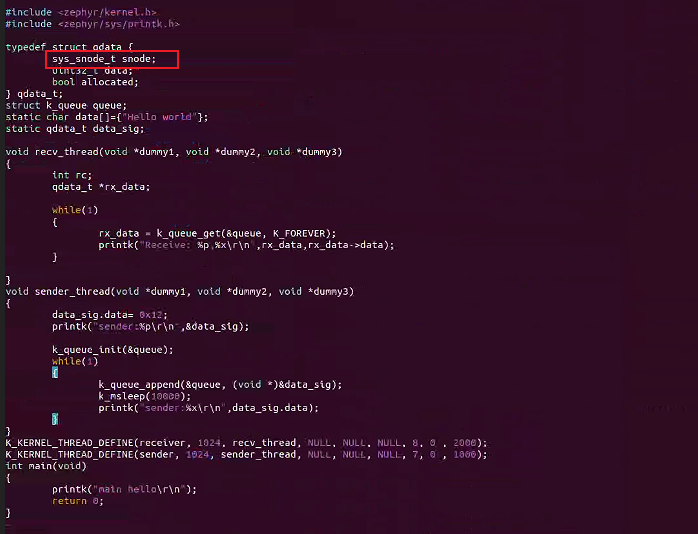 #include <zephyr/kernel.h>
#include <zephyr/sys/printk.h>
typedef struct qdata {
sys_snode_t snode;
uint32_t data;
bool allocated;
} qdata_t;
struct k_queue queue;
static char data[]={"Hello world"};
static qdata_t data_sig;
void recv_thread(void *dummy1, void *dummy2, void *dummy3)
{
int rc;
qdata_t *rx_data;
while(1)
{
rx_data = k_queue_get(&queue, K_FOREVER);
printk("Receive: %p,%x\r\n",rx_data,rx_data->data);
}
}
void sender_thread(void *dummy1, void *dummy2, void *dummy3)
{
data_sig.data= 0x12;
printk("sender:%p\r\n",&data_sig);
k_queue_init(&queue);
while(1)
{
k_queue_append(&queue, (void *)&data_sig);
k_msleep(10000);
printk("sender:%x\r\n",data_sig.data);
}
}
K_KERNEL_THREAD_DEFINE(receiver, 1024, recv_thread, NULL, NULL, NULL, 8, 0 , 2000);
K_KERNEL_THREAD_DEFINE(sender, 1024, sender_thread, NULL, NULL, NULL, 7, 0 , 1000);
int main(void)
{
printk("main hello\r\n");
return 0;
}